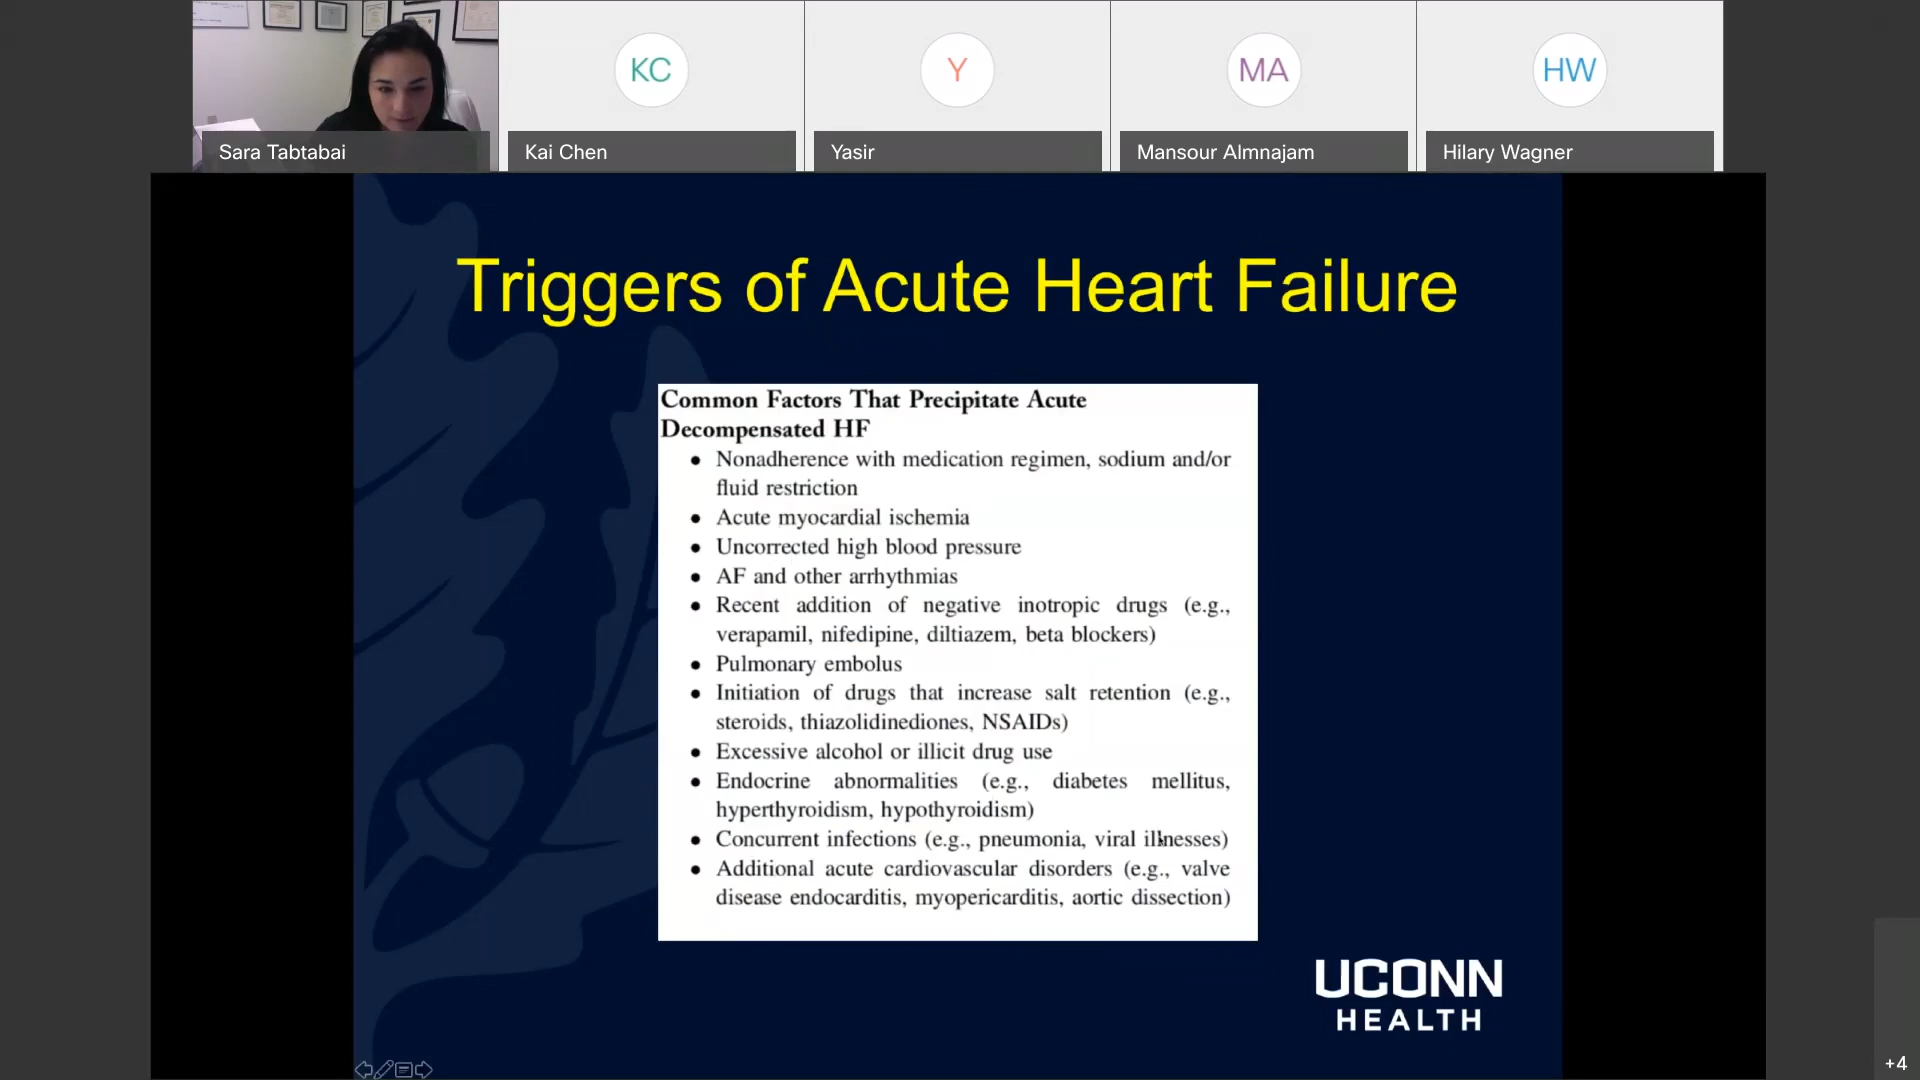 KC
Y
MA
HW
Sara Tabtabai
Kai Chen
Yasir
Mansour Almnajam
Hilary Wagner
Triggers of Acute Heart Failure
Common Factors That Precipitate Acute
Decompensated HF
● Nonadherence with medication regimen, sodium and/or
fluid restriction
● Acute myocardial ischemia
● Uncorrected high blood pressure
● AF and other arrhythmias
● Recent addition of negative inotropic drugs (e.g.,
verapamil, nifedipine, diltiazem, beta blockers)
● Pulmonary embolus
● Initiation of drugs that increase salt retention (e.g.,
steroids, thiazolidinediones, NSAIDs)
● Excessive alcohol or illicit drug use
● Endocrine abnormalities (e.g., diabetes mellitus,
hyperthyroidism, hypothyroidism)
● Concurrent infections (e.g., pneumonia, viral illnesses)
● Additional acute cardiovascular disorders (e.g., valve
disease endocarditis, myopericarditis, aortic dissection)
UCONN
HEALTH
+4